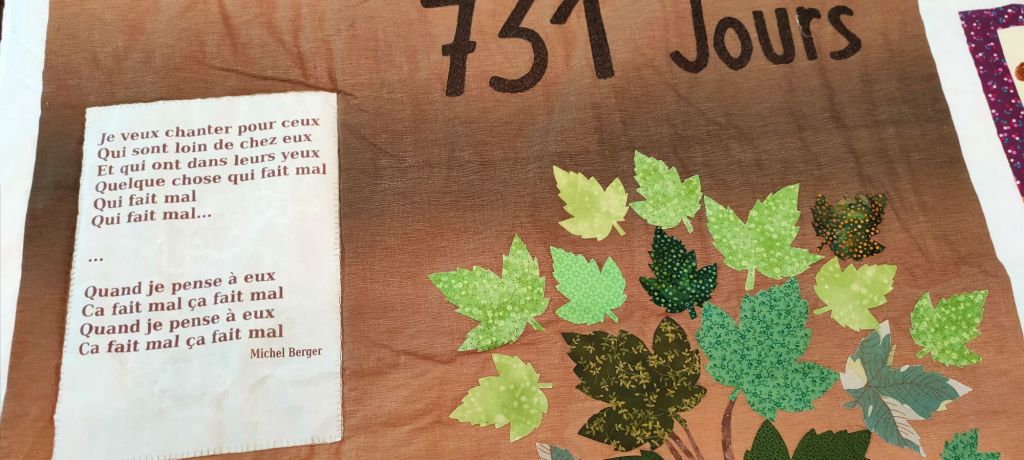 731 Jours
Je veux chanter pour ceux
Qui sont loin de chez eux
Et qui ont dans leurs yeux
Quelque chose qui fait mal
Qui fait mal
Qui fait mal...
...
Quand je pense à eux
Ca fait mal ça fait mal
Quand je pense à eux
Ca fait mal ça fait mal
Michel Berger